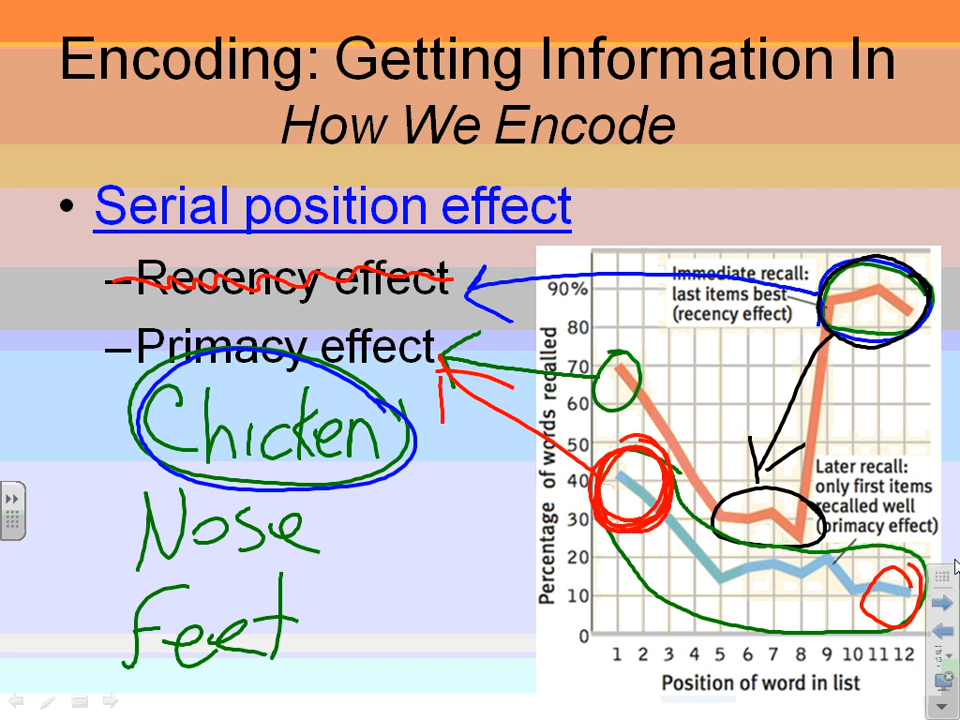 Encoding: Getting Information In
How We Encode
• Serial position effect
–Recency effect
–Primacy effect
Chicken
Nose
Feet
Percentage of words recalled
90%
80
70
60
50
40
30
20
10
0
Immediate recall:
last items best
(recency effect)
Later recall:
only first items
recalled well
primacy effect)
1 2 3 4 5 6 7 8 9 10 11 12
Position of word in list